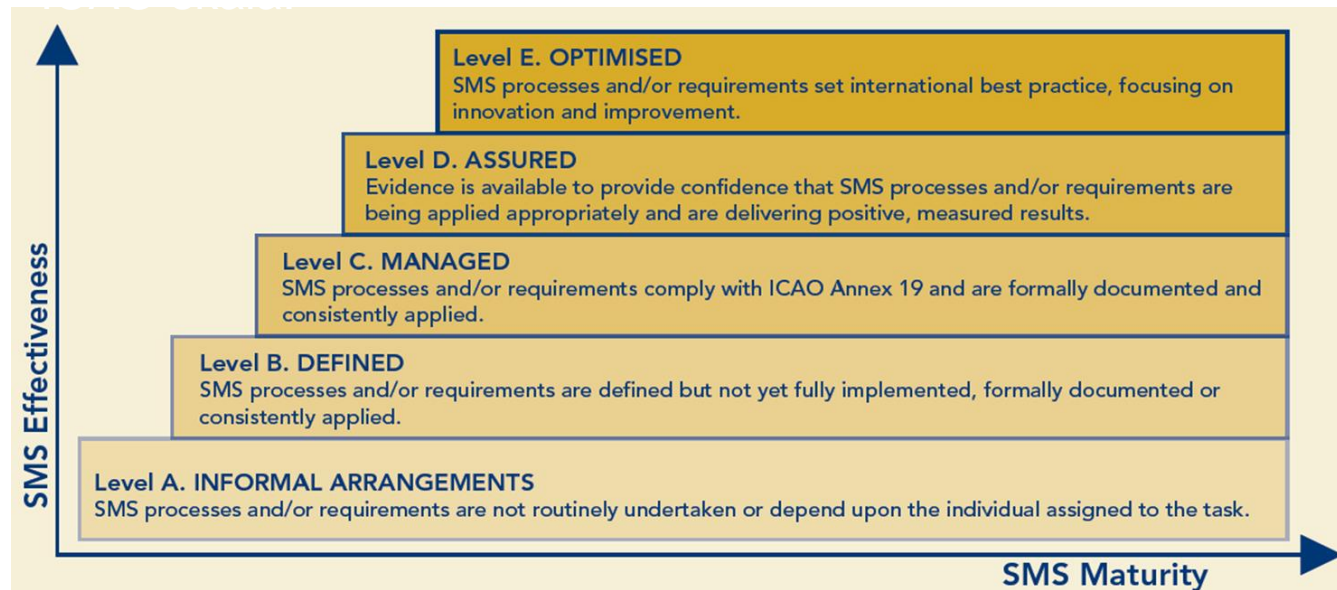 Level E. OPTIMISED
SMS processes and/or requirements set international best practice, focusing on
innovation and improvement.
Level D. ASSURED
Evidence is available to provide confidence that SMS processes and/or requirements are
being applied appropriately and are delivering positive, measured results.
Level C. MANAGED
SMS processes and/or requirements comply with ICAO Annex 19 and are formally documented and
consistently applied.
Level B. DEFINED
SMS processes and/or requirements are defined but not yet fully implemented, formally documented or
consistently applied.
Level A. INFORMAL ARRANGEMENTS
SMS processes and/or requirements are not routinely undertaken or depend upon the individual assigned to the task.
SMS Effectiveness
SMS Maturity